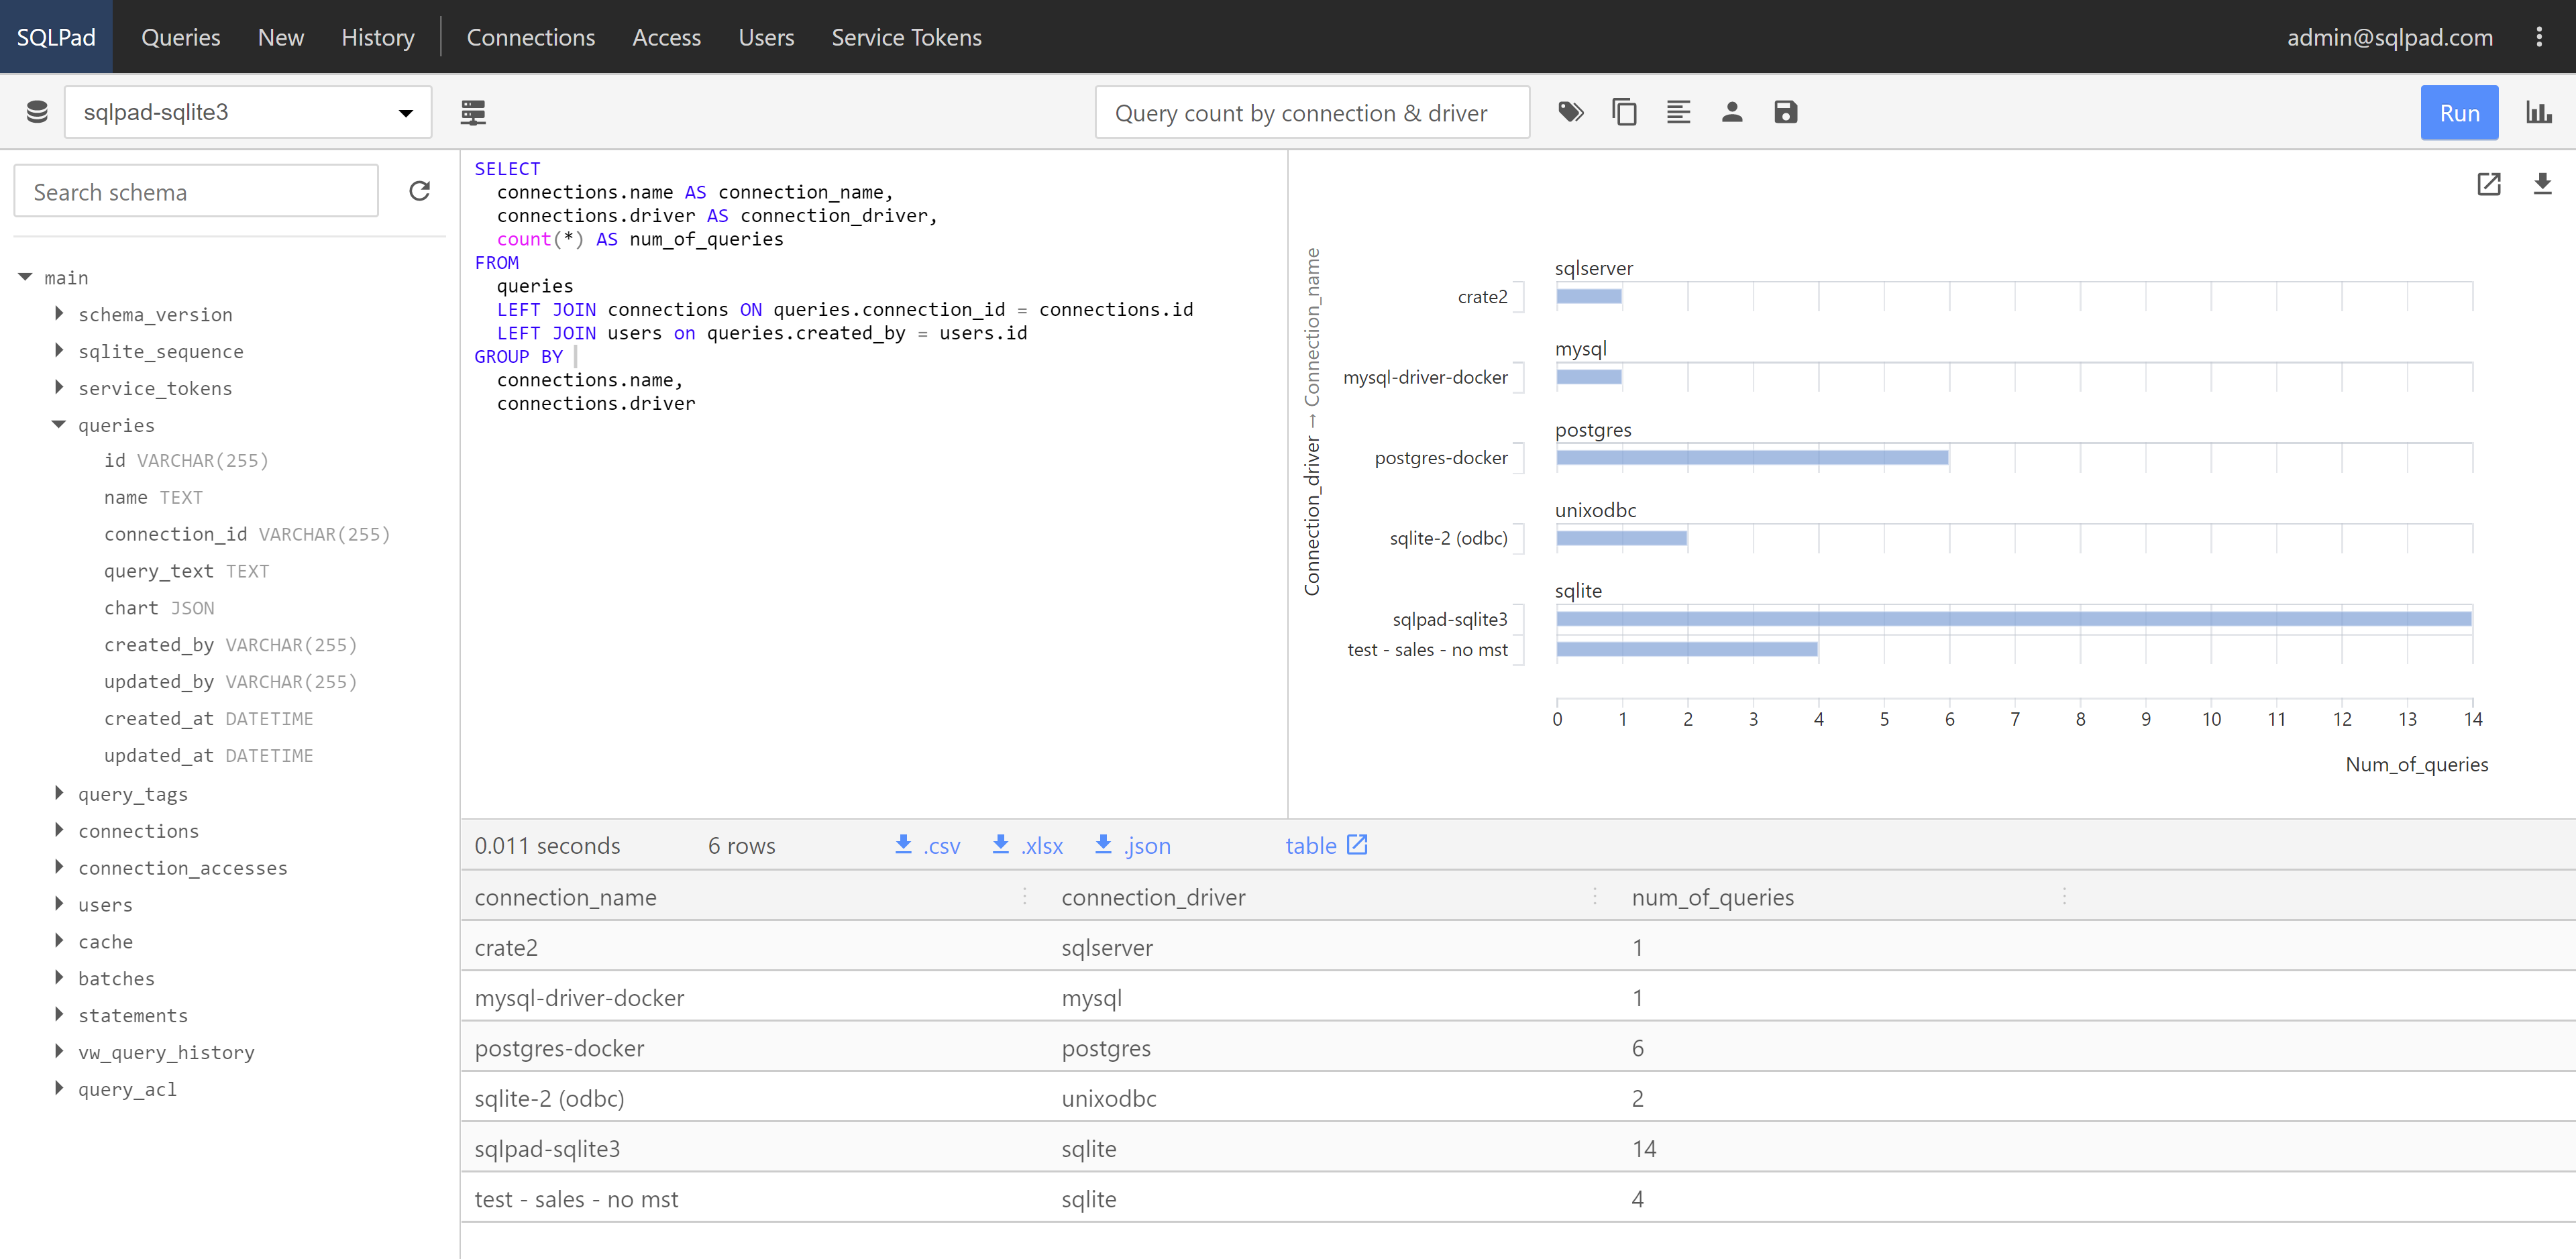 SQLPad Queries New History Connections Access Users Service Tokens admin@sqlpad.com
sqlpad-sqlite3 Query count by connection & driver Run
Search schema
main
schema_version
sqlite_sequence
service_tokens
queries
id VARCHAR(255)
name TEXT
connection_id VARCHAR(255)
query_text TEXT
chart JSON
created_by VARCHAR(255)
updated_by VARCHAR(255)
created_at DATETIME
updated_at DATETIME
query_tags
connections
connection_accesses
users
cache
batches
statements
vw_query_history
query_acl
SELECT
connections.name AS connection_name,
connections.driver AS connection_driver,
count(*) AS num_of_queries
FROM
queries
LEFT JOIN connections ON queries.connection_id = connections.id
LEFT JOIN users on queries.created_by = users.id
GROUP BY
connections.name,
connections.driver
Connection_driver → Connection_name
sqlserver
crate2
mysql
mysql-driver-docker
postgres
postgres-docker
unixodbc
sqlite-2 (odbc)
sqlite
sqlpad-sqlite3
test - sales - no mst
0 1 2 3 4 5 6 7 8 9 10 11 12 13 14
Num_of_queries
0.011 seconds 6 rows .csv .xlsx .json table
connection_name connection_driver num_of_queries
crate2 sqlserver 1
mysql-driver-docker mysql 1
postgres-docker postgres 6
sqlite-2 (odbc) unixodbc 2
sqlpad-sqlite3 sqlite 14
test - sales - no mst sqlite 4